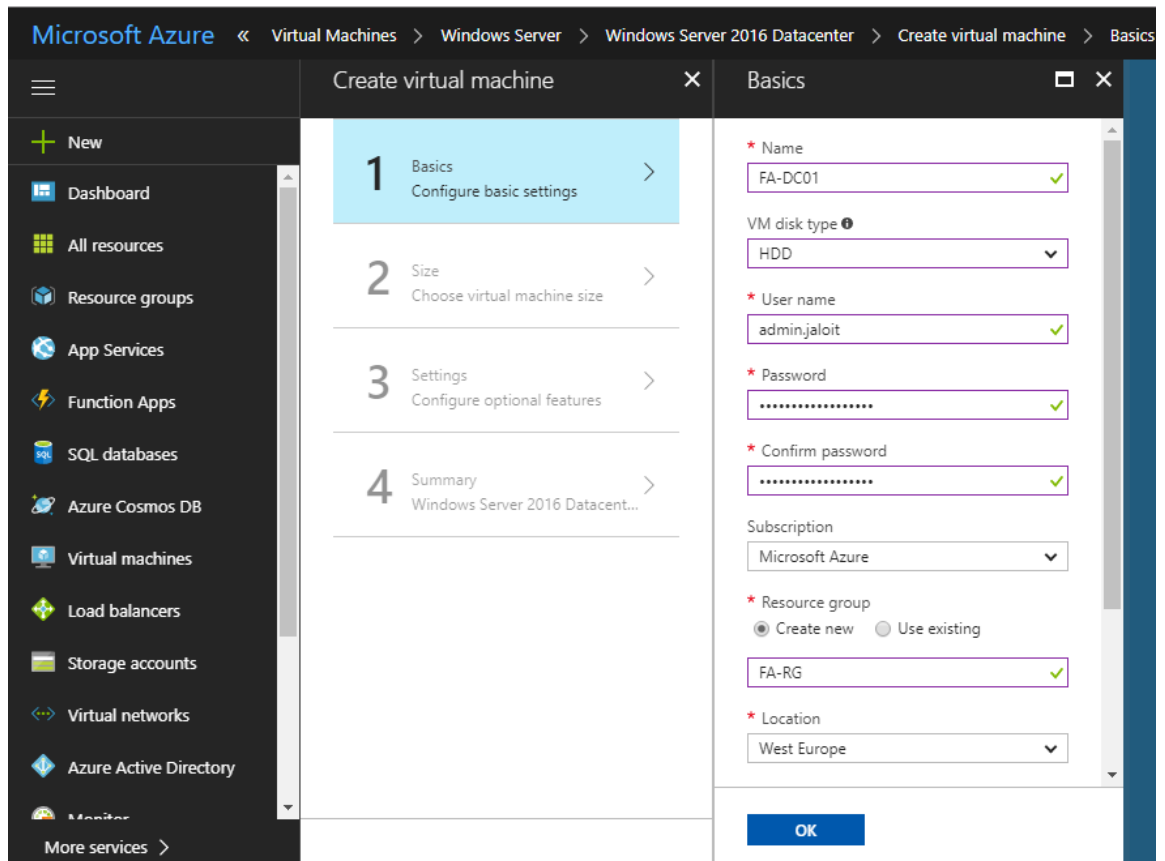 Microsoft Azure « Virtual Machines > Windows Server > Windows Server 2016 Datacenter > Create virtual machine > Basics
New
Dashboard
All resources
Resource groups
App Services
Function Apps
SQL databases
Azure Cosmos DB
Virtual machines
Load balancers
Storage accounts
Virtual networks
Azure Active Directory
Monitor
More services >
Create virtual machine
1
Basics
Configure basic settings
2
Size
Choose virtual machine size
3
Settings
Configure optional features
4
Summary
Windows Server 2016 Datacent...
Basics
* Name
FA-DC01
VM disk type
HDD
* User name
admin.jaloit
* Password
••••••••••••••••••
* Confirm password
••••••••••••••••••
Subscription
Microsoft Azure
* Resource group
Create new Use existing
FA-RG
* Location
West Europe
OK